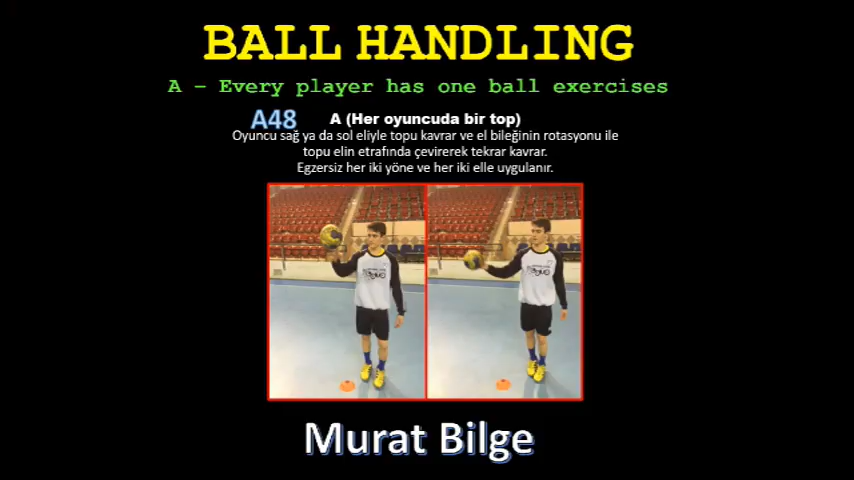 BALL HANDLING
A – Every player has one ball exercises
A48 A (Her oyuncuda bir top)
Oyuncu sağ ya da sol eliyle topu kavrar ve el bileğinin rotasyonu ile
topu elin etrafında çevirerek tekrar kavrar.
Egzersiz her iki yöne ve her iki elle uygulanır.
Murat Bilge